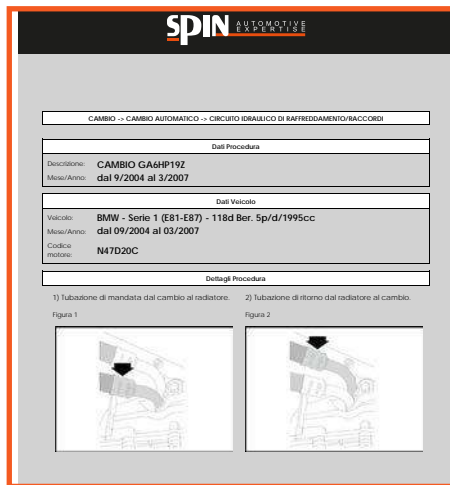 SPIN AUTOMOTIVE
EXPERTISE
CAMBIO -> CAMBIO AUTOMATICO -> CIRCUITO IDRAULICO DI RAFFREDDAMENTO/RACCORDI
Dati Procedura
Descrizione: CAMBIO GA6HP19Z
Mese/Anno: dal 9/2004 al 3/2007
Dati Veicolo
Veicolo: BMW - Serie 1 (E81-E87) - 118d Ber. 5p/d/1995cc
Mese/Anno: dal 09/2004 al 03/2007
Codice
motore: N47D20C
Dettagli Procedura
1) Tubazione di mandata dal cambio al radiatore. 2) Tubazione di ritorno dal radiatore al cambio.
Figura 1 Figura 2